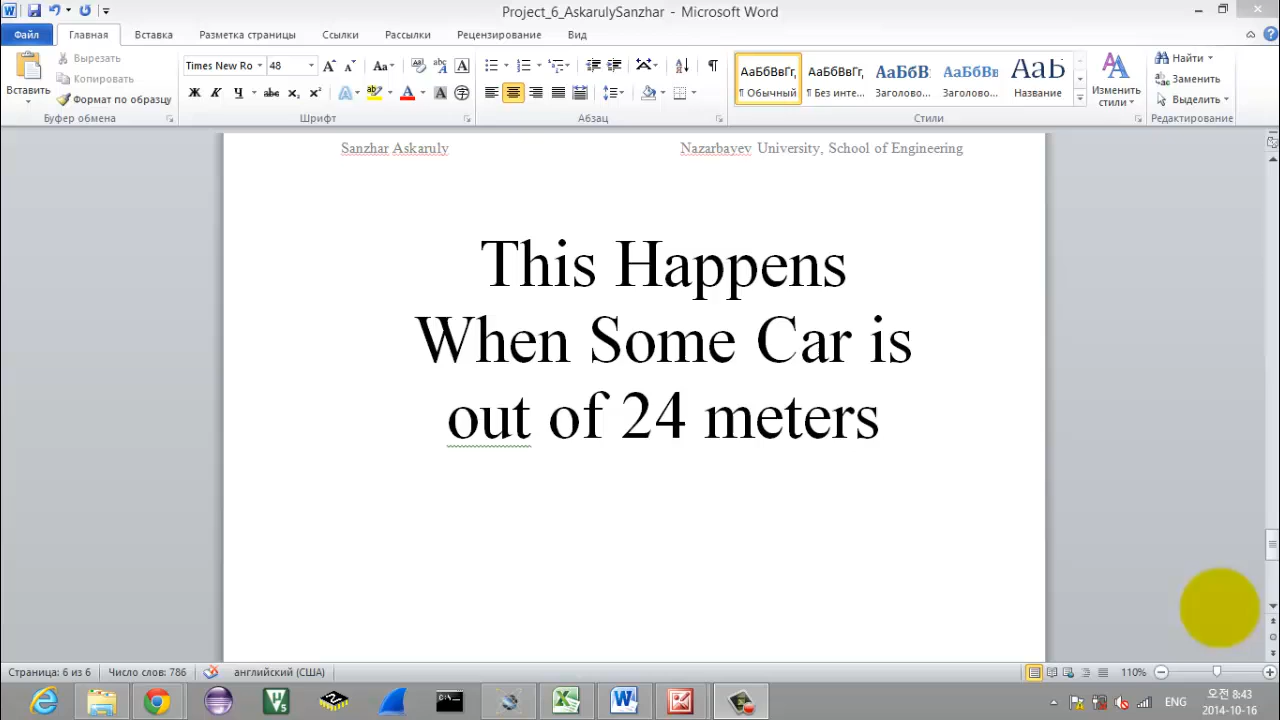 Project_6_AskarulySanzhar - Microsoft Word
Файл Главная Вставка Разметка страницы Ссылки Рассылки Рецензирование Вид
Вставить
Вырезать
Копировать
Формат по образцу
Буфер обмена
Times New Ro 48
Ж К Ч abc x₂ x²
Шрифт
Абзац
АаБбВвГг, АаБбВвГг, АаБбВ АаБбВв АаБ
¶ Обычный ¶ Без инте... Заголово... Заголово... Название
Изменить стили
Стили
Найти
Заменить
Выделить
Редактирование
Sanzhar Askaruly Nazarbayev University, School of Engineering
This Happens
When Some Car is
out of 24 meters
Страница: 6 из 6 Число слов: 786 английский (США) 110%
ENG
오전 8:43
2014-10-16